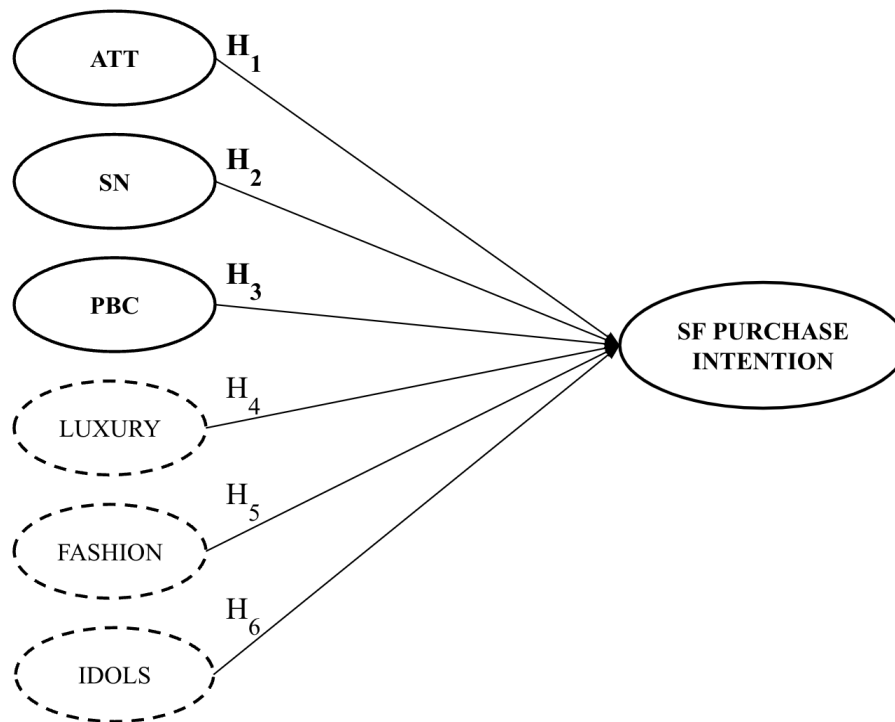 H1
ATT
H2
SN
H3
PBC
SF PURCHASE
INTENTION
H4
LUXURY
H5
FASHION
H6
IDOLS